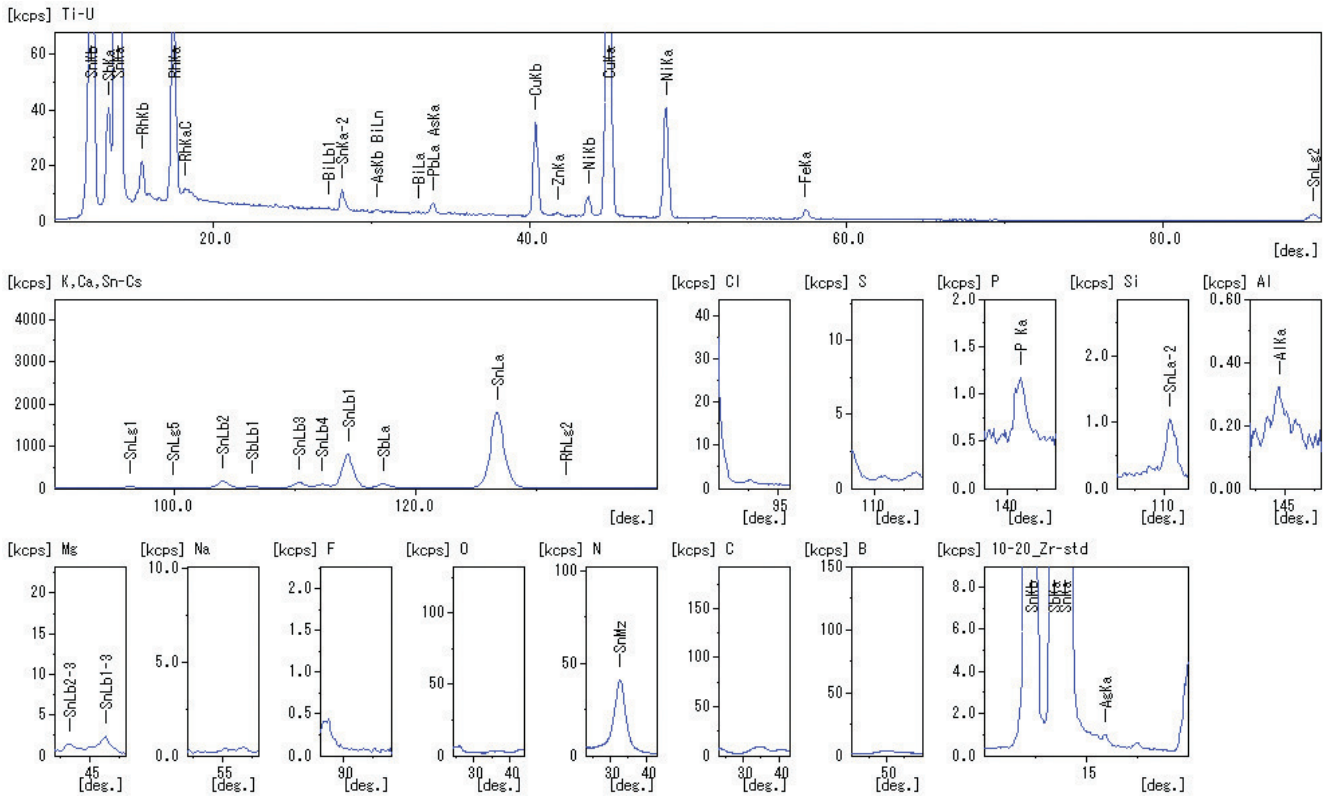 [kcps] Ti-U
60
40
20
0
SnKb
SbKa
SnKa
RhKb
RhKa
RhKaC
BiLb1
SnKa-2
AsKb BiLn
BiLa
PbLa AsKa
CuKb
ZnKa
NiKb
CuKa
NiKa
FeKa
SnLg2
20.0 40.0 60.0 80.0 [deg.]
[kcps] K,Ca,Sn-Cs
4000
3000
2000
1000
0
SnLg1
SnLg5
SnLb2
SbLb1
SnLb3
SnLb4
SnLb1
SbLa
SnLa
RhLg2
100.0 120.0 [deg.]
[kcps] Cl
40
30
20
10
0
95
[deg.]
[kcps] S
10
5
0
110
[deg.]
[kcps] P
2.0
1.5
1.0
0.5
0.0
P Ka
140
[deg.]
[kcps] Si
2.0
1.0
0.0
SnLa-2
110
[deg.]
[kcps] Al
0.60
0.40
0.20
0.00
AlKa
145
[deg.]
[kcps] Mg
20
15
10
5
0
SnLb2-3
SnLb1-3
45
[deg.]
[kcps] Na
10.0
5.0
0.0
55
[deg.]
[kcps] F
2.0
1.5
1.0
0.5
0.0
90
[deg.]
[kcps] O
100
50
0
30 40
[deg.]
[kcps] N
100
50
0
SnMz
30 40
[deg.]
[kcps] C
150
100
50
0
30 40
[deg.]
[kcps] B
150
100
50
0
50
[deg.]
[kcps] 10-20_Zr-std
8.0
6.0
4.0
2.0
0.0
SnKb
SbKa
SnKa
AgKa
15
[deg.]